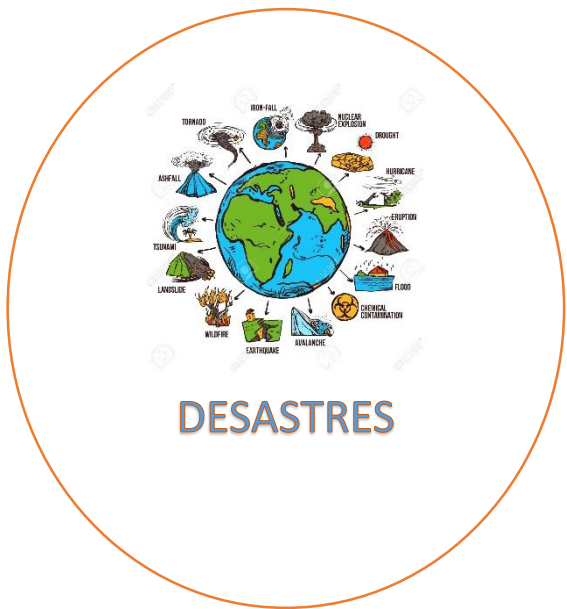 IRON-FALL
NUCLEAR
EXPLOSION
TORNADO
DROUGHT
ASHFALL
HURRICANE
ERUPTION
TSUNAMI
LANDSLIDE
FLOOD
CHEMICAL
CONTAMINATION
WILDFIRE
AVALANCHE
EARTHQUAKE
DESASTRES